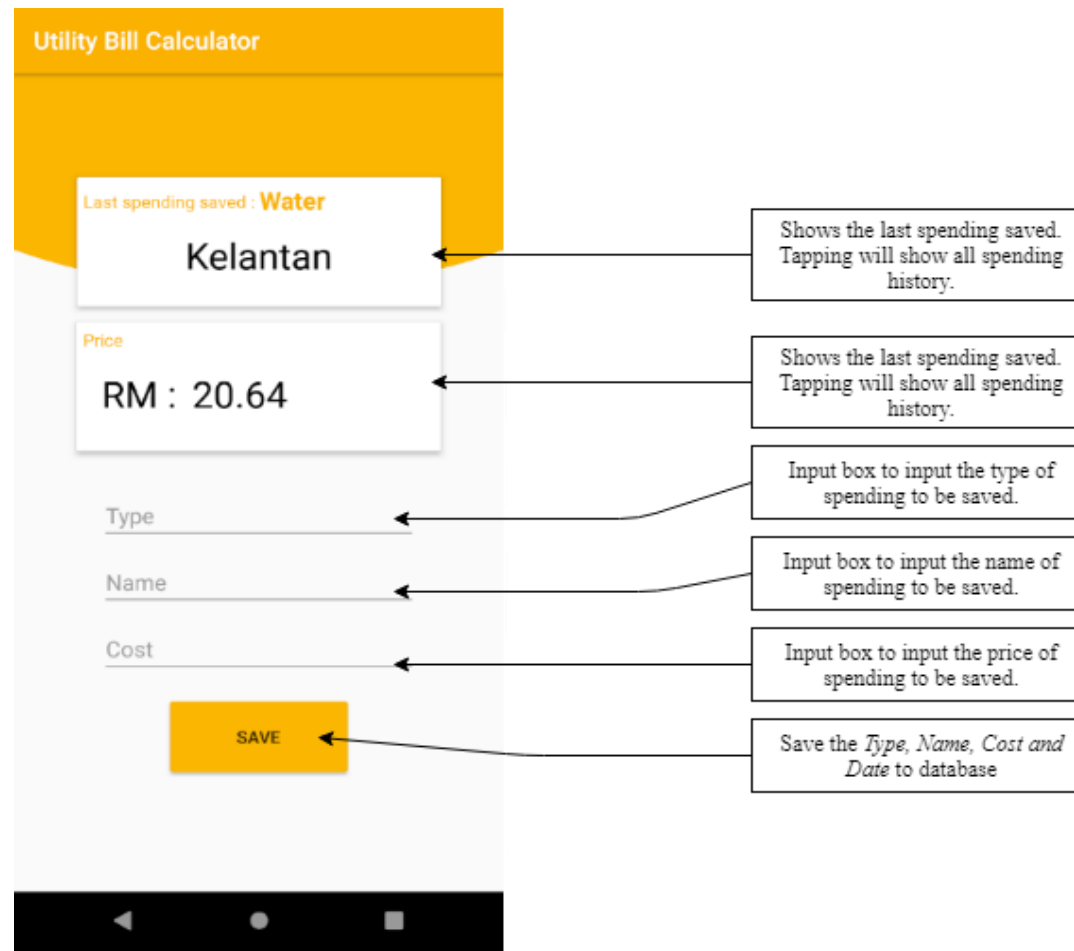 Utility Bill Calculator
Last spending saved : Water
Kelantan
Price
RM : 20.64
Type
Name
Cost
SAVE
Shows the last spending saved.
Tapping will show all spending
history.
Shows the last spending saved.
Tapping will show all spending
history.
Input box to input the type of
spending to be saved.
Input box to input the name of
spending to be saved.
Input box to input the price of
spending to be saved.
Save the Type, Name, Cost and
Date to database